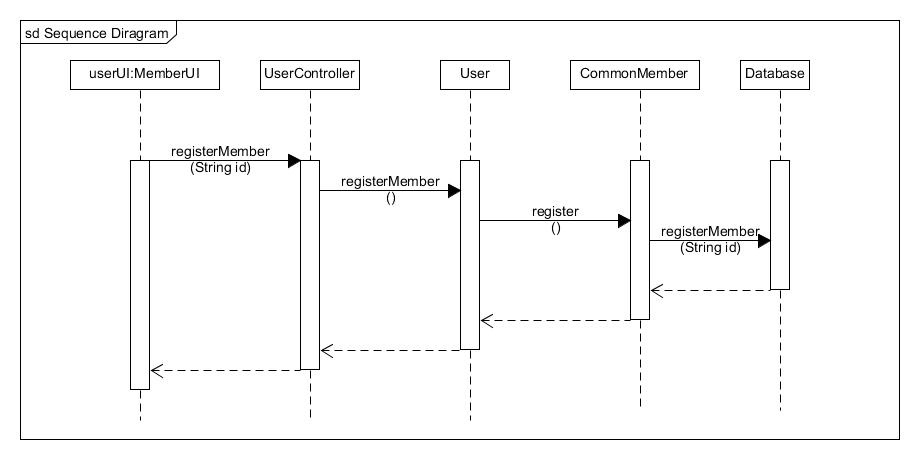 sd Sequence Diragram
userUI:MemberUI
UserController
User
CommonMember
Database
registerMember
(String id)
registerMember
()
register
()
registerMember
(String id)